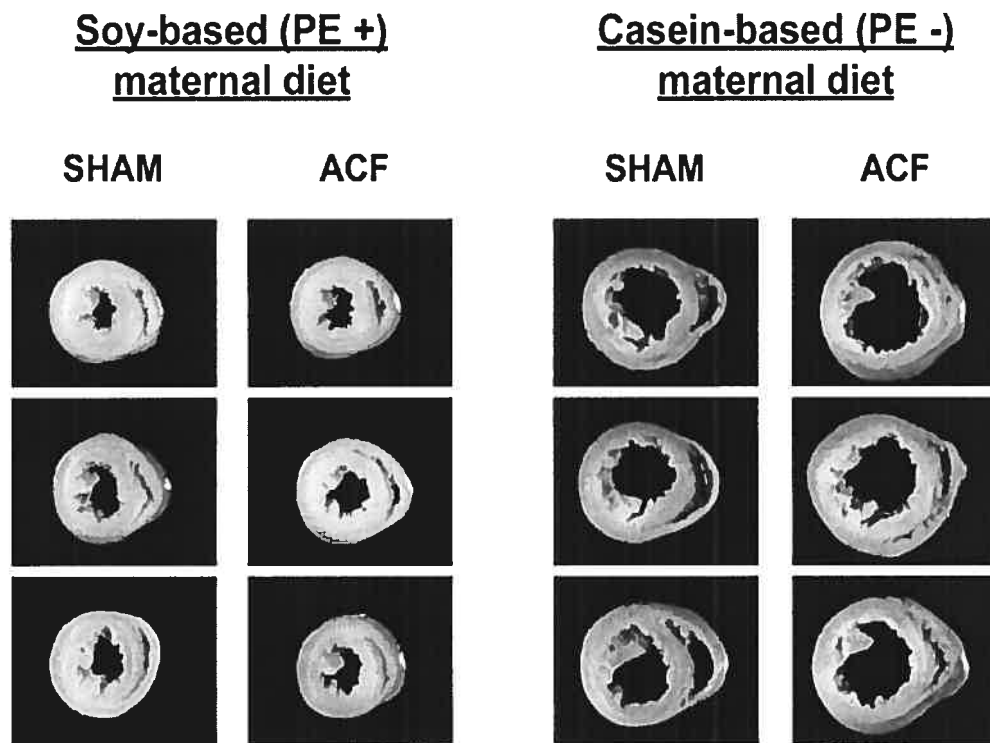 Soy-based (PE +)
maternal diet
Casein-based (PE -)
maternal diet
SHAM
ACF
SHAM
ACF